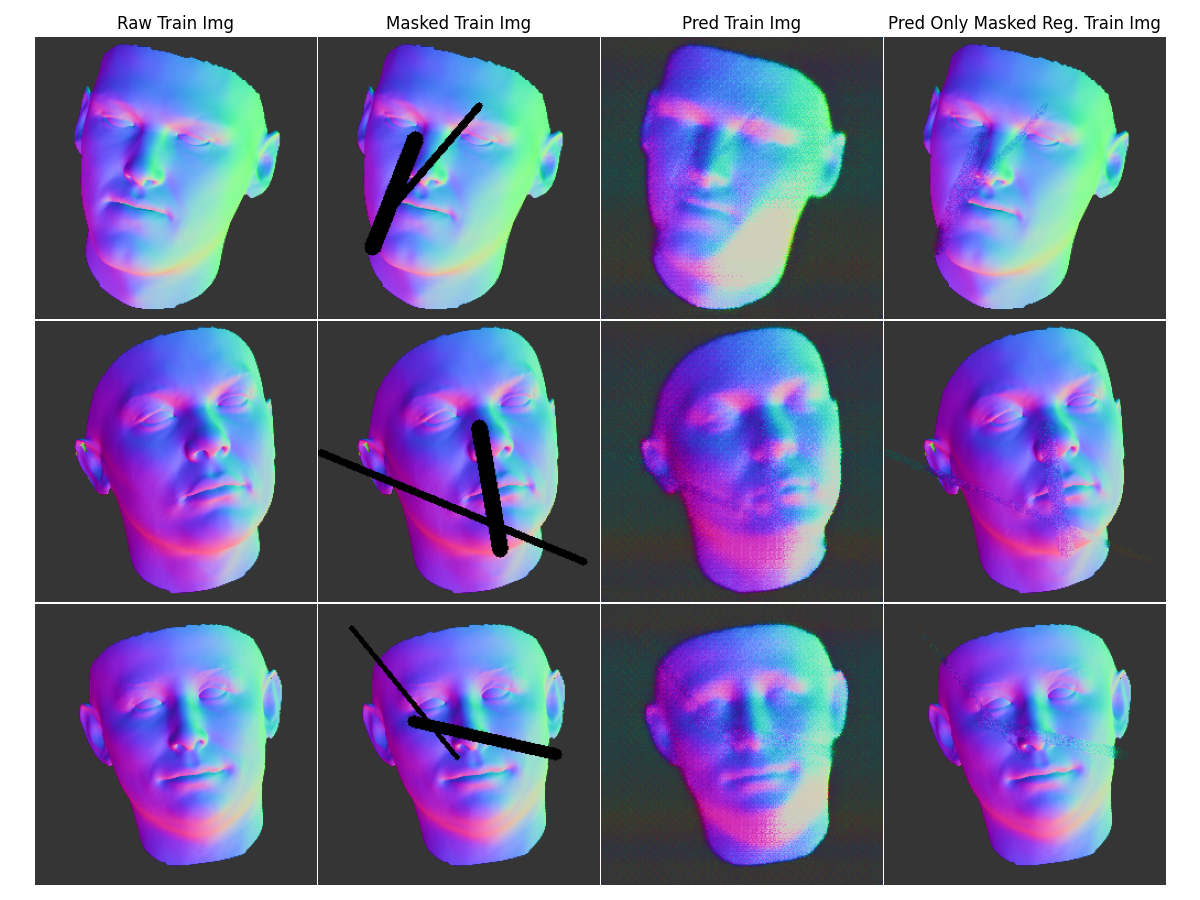 Raw Train Img
Masked Train Img
Pred Train Img
Pred Only Masked Reg. Train Img